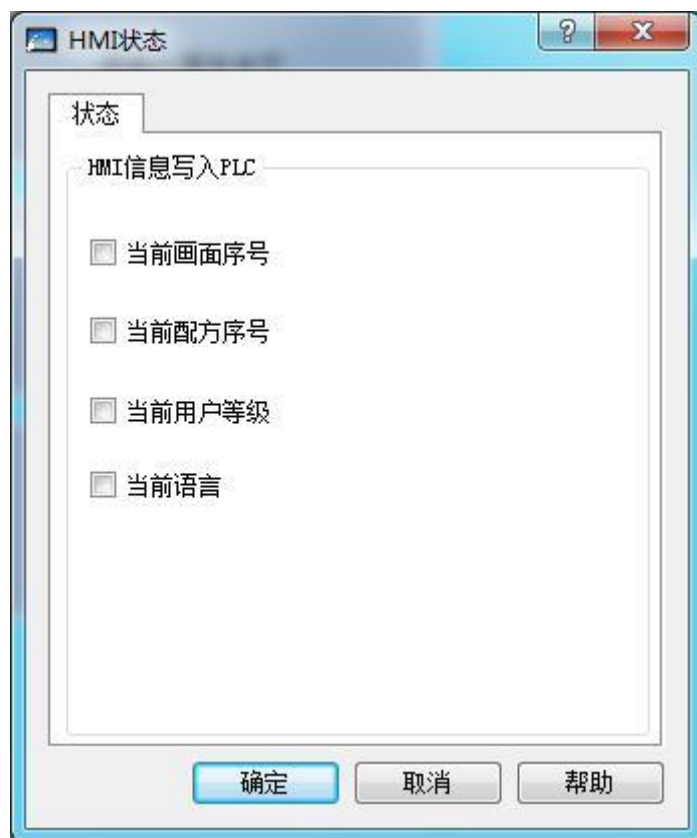 HMI状态
状态
HMI信息写入PLC
当前画面序号
当前配方序号
当前用户等级
当前语言
确定 取消 帮助